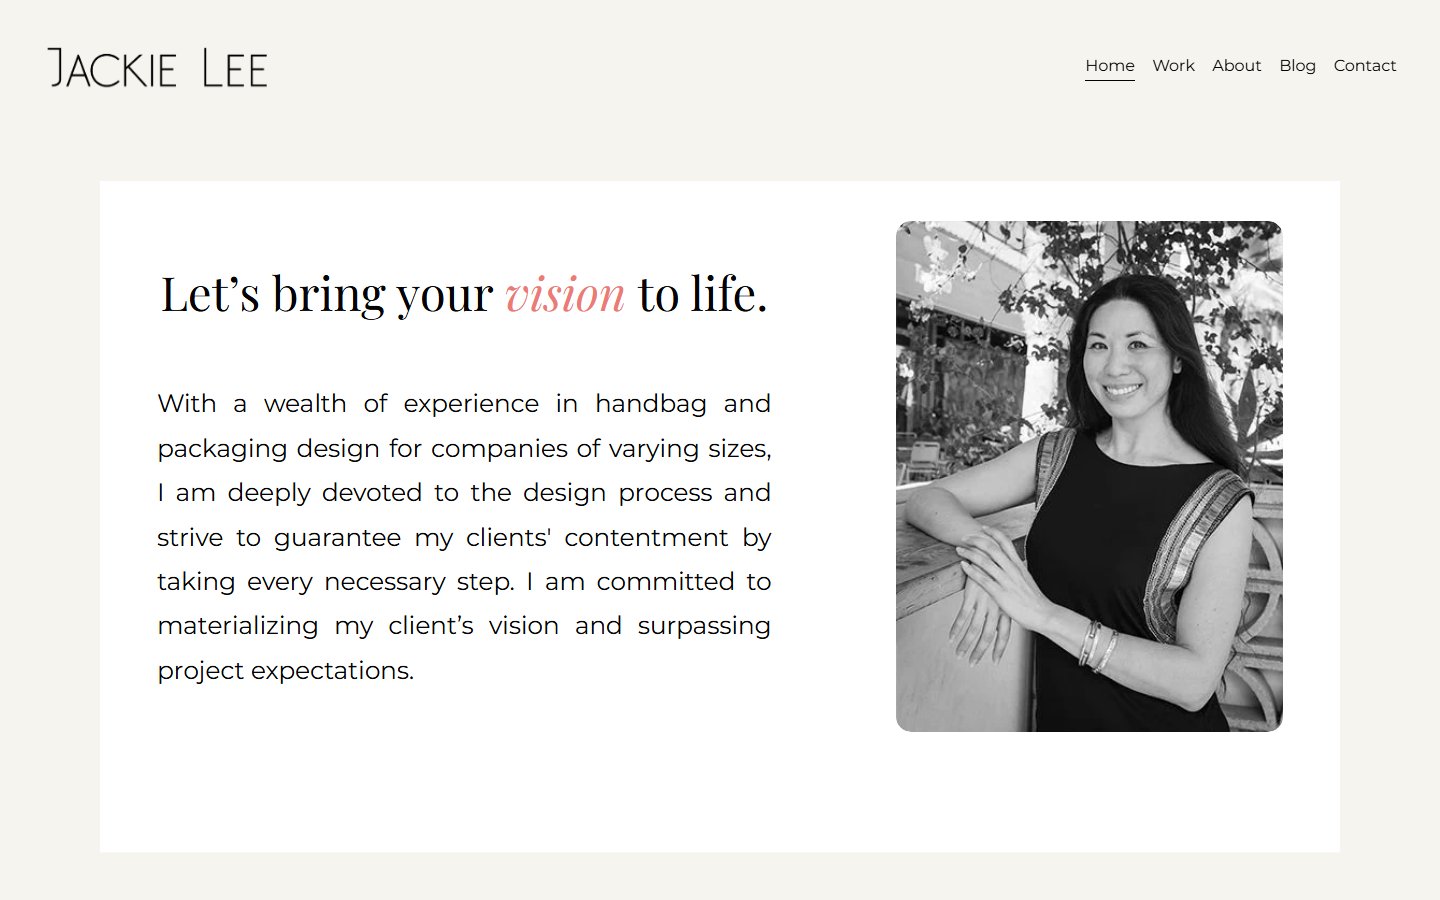 JACKIE LEE
Home Work About Blog Contact
Let’s bring your vision to life.
With a wealth of experience in handbag and
packaging design for companies of varying sizes,
I am deeply devoted to the design process and
strive to guarantee my clients' contentment by
taking every necessary step. I am committed to
materializing my client’s vision and surpassing
project expectations.